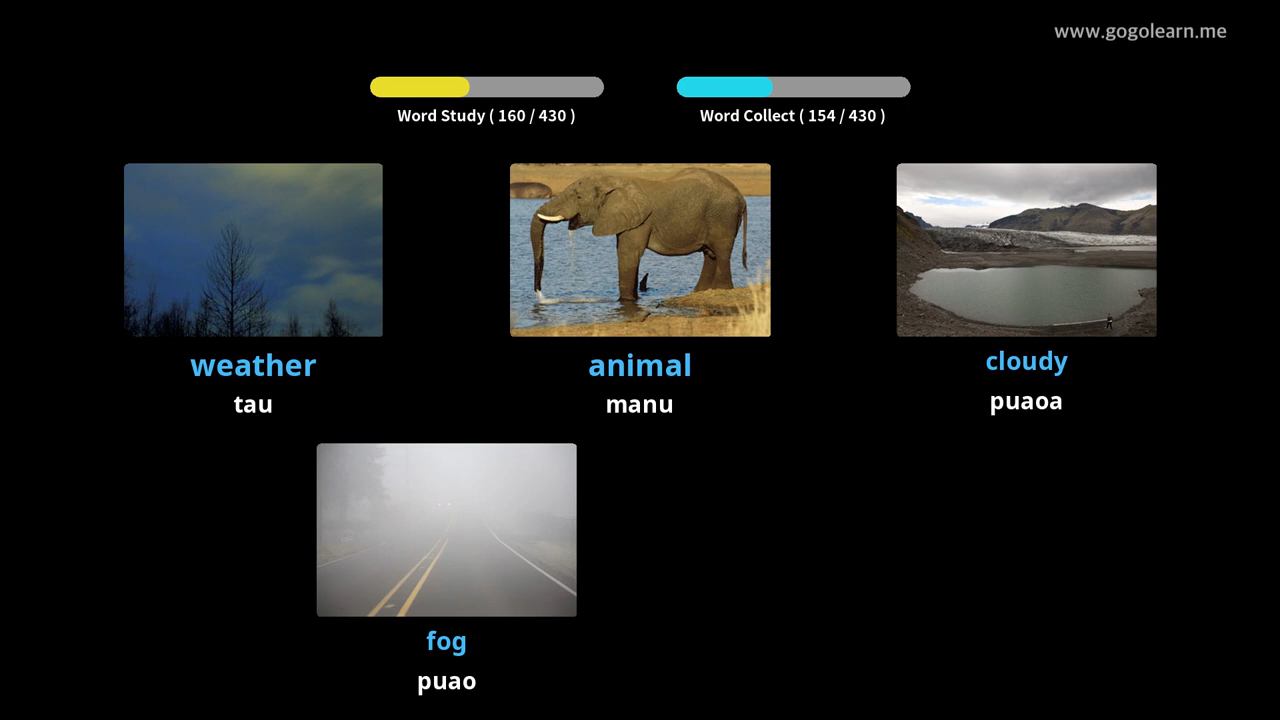 www.gogolearn.me
Word Study ( 160 / 430 )
Word Collect ( 154 / 430 )
weather
tau
animal
manu
cloudy
puaoa
fog
puao